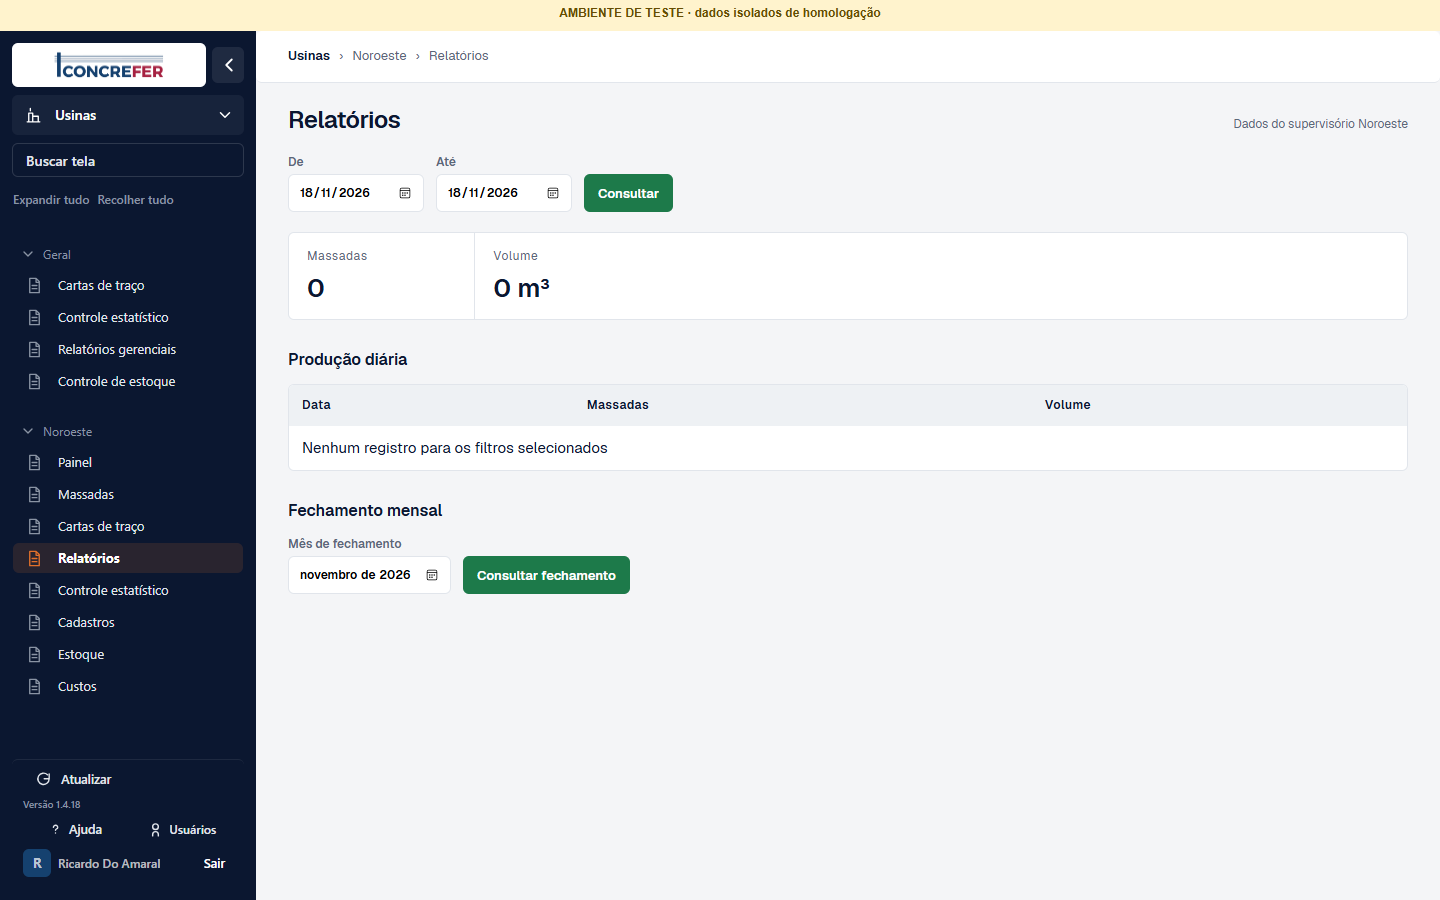 AMBIENTE DE TESTE · dados isolados de homologação
CONCREFER
Usinas
Buscar tela
Expandir tudo Recolher tudo
Geral
Cartas de traço
Controle estatístico
Relatórios gerenciais
Controle de estoque
Noroeste
Painel
Massadas
Cartas de traço
Relatórios
Controle estatístico
Cadastros
Estoque
Custos
Atualizar
Versão 1.4.18
? Ajuda Usuários
R Ricardo Do Amaral Sair
Usinas › Noroeste › Relatórios
Relatórios
Dados do supervisório Noroeste
De Até
18/11/2026 18/11/2026 Consultar
Massadas Volume
0 0 m³
Produção diária
Data Massadas Volume
Nenhum registro para os filtros selecionados
Fechamento mensal
Mês de fechamento
novembro de 2026 Consultar fechamento